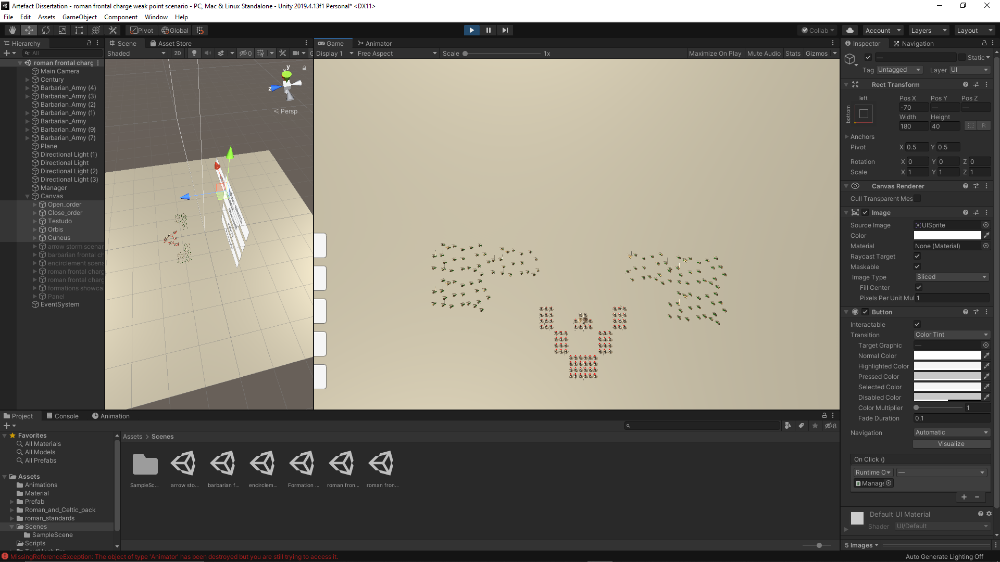 Artefact Dissertation - roman frontal charge weak point scenario - PC, Mac & Linux Standalone - Unity 2019.4.13f1 Personal* <DX11>
File Edit Assets GameObject Component Window Help
Pivot Global
Collab Account Layers Layout
Hierarchy
All
roman frontal charg
Main Camera
Century
Barbarian_Army (4)
Barbarian_Army (3)
Barbarian_Army (2)
Barbarian_Army (1)
Barbarian_Army
Barbarian_Army (9)
Barbarian_Army (7)
Plane
Directional Light (1)
Directional Light
Directional Light (2)
Directional Light (3)
Manager
Canvas
Open_order
Close_order
Testudo
Orbis
Cuneus
arrow storm scenar
barbarian frontal ch
encirclement scena
roman frontal charg
roman frontal charg
formations showca
Panel
EventSystem
Scene Asset Store
Shaded 2D 0 G
y
z
Persp
Game Animator
Display 1 Free Aspect Scale 1x Maximize On Play Mute Audio Stats Gizmos
Inspector Navigation
— Static
Tag Untagged Layer UI
Rect Transform
left
bottom
Pos X Pos Y Pos Z
-70 — —
Width Height
180 40 R
Anchors
Pivot X 0.5 Y 0.5
Rotation X 0 Y 0 Z 0
Scale X 1 Y 1 Z 1
Canvas Renderer
Cull Transparent Mes
Image
Source Image UISprite
Color
Material None (Material)
Raycast Target
Maskable
Image Type Sliced
Fill Center
Pixels Per Unit Mul 1
Button
Interactable
Transition Color Tint
Target Graphic —
Normal Color
Highlighted Color
Pressed Color
Selected Color
Disabled Color
Color Multiplier 1
Fade Duration 0.1
Navigation Automatic
Visualize
On Click ()
Runtime O —
Manage
Default UI Material
Shader UI/Default
5 Images
Project Console Animation
8
Favorites
All Materials
All Models
All Prefabs
Assets
Animations
Material
Prefab
Roman_and_Celtic_pack
roman_standards
Scenes
SampleScene
Scripts
Assets > Scenes
SampleSc... arrow sto... barbarian f... encirclem... Formation ... roman fron... roman fron...
MissingReferenceException: The object of type 'Animator' has been destroyed but you are still trying to access it.
Auto Generate Lighting Off